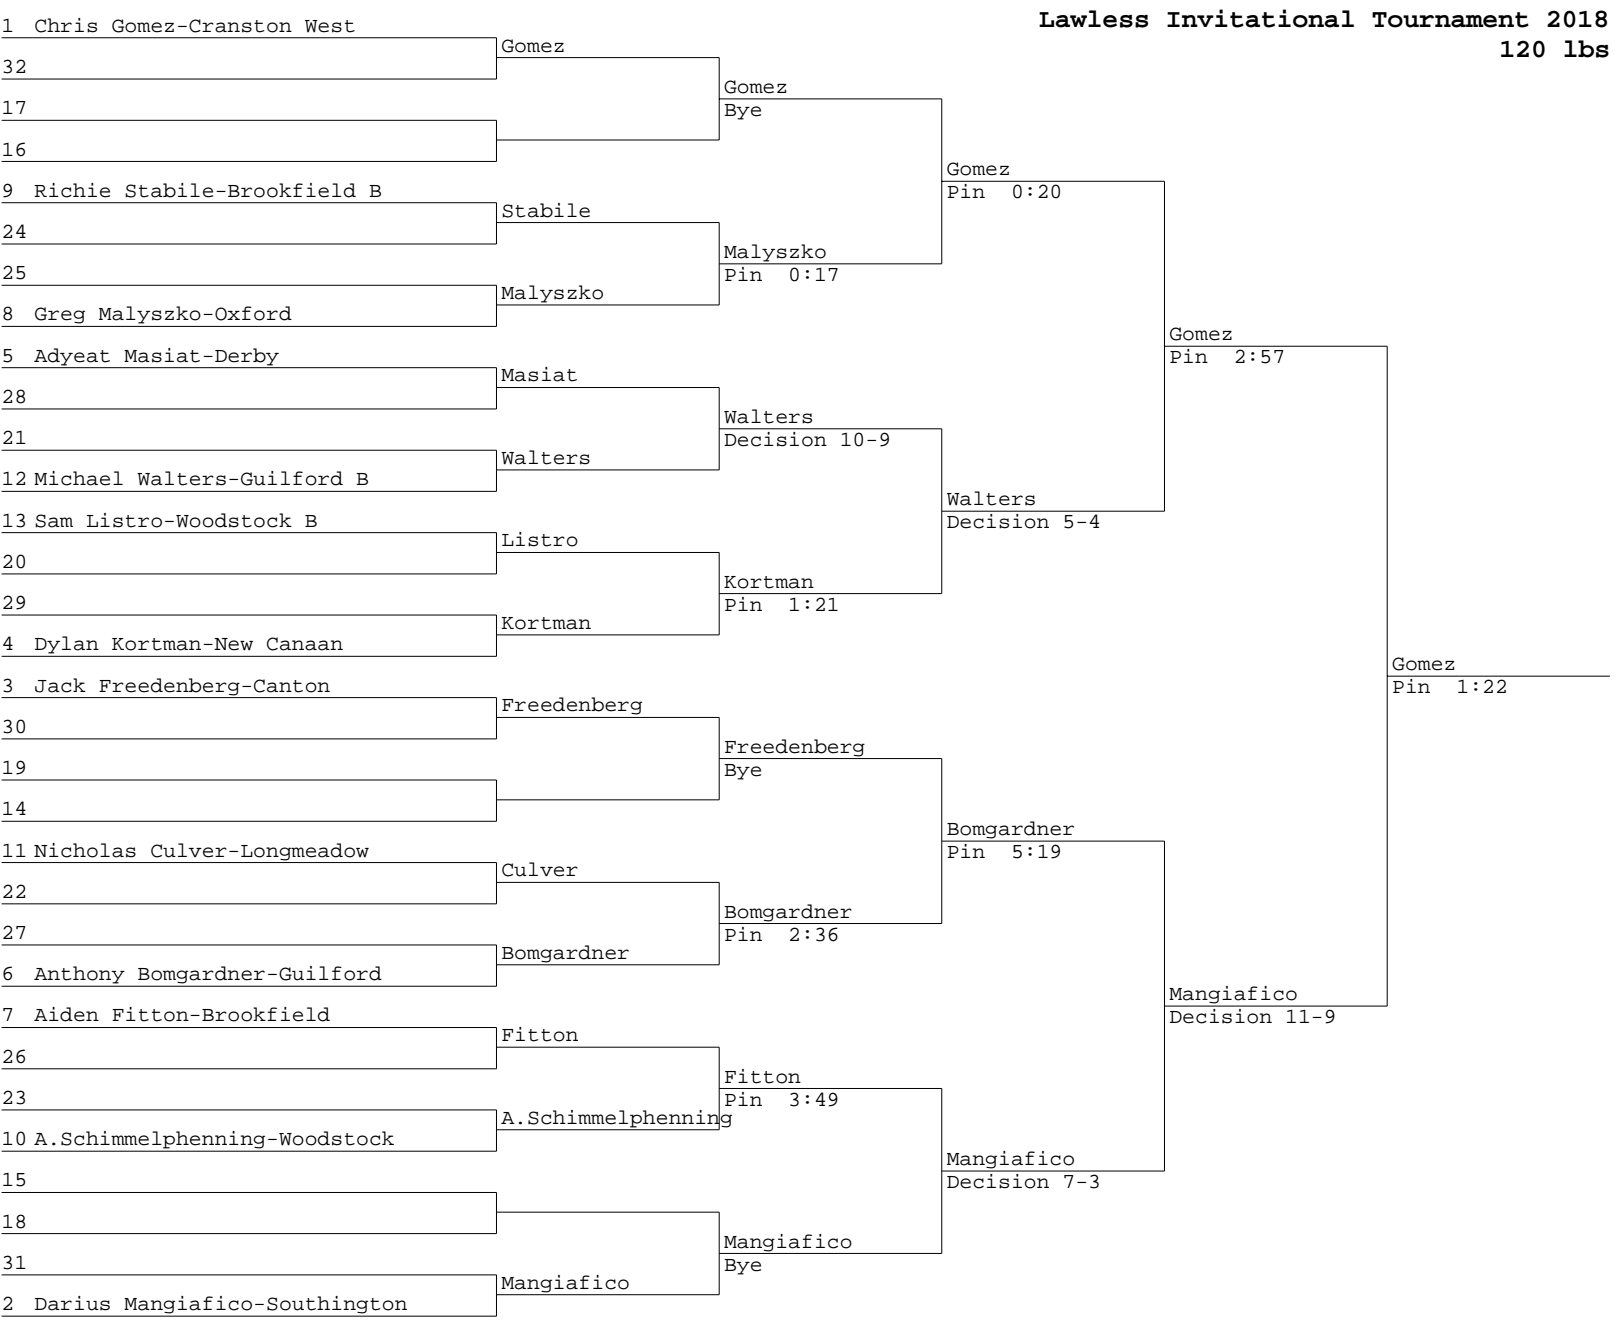 Lawless Invitational Tournament 2018
120 lbs
1 Chris Gomez-Cranston West
Gomez
32
Gomez
Bye
17
16
Gomez
Pin 0:20
9 Richie Stabile-Brookfield B
Stabile
24
Malyszko
Pin 0:17
25
Malyszko
8 Greg Malyszko-Oxford
Gomez
Pin 2:57
5 Adyeat Masiat-Derby
Masiat
28
Walters
Decision 10-9
21
Walters
12 Michael Walters-Guilford B
Walters
Decision 5-4
13 Sam Listro-Woodstock B
Listro
20
Kortman
Pin 1:21
29
Kortman
4 Dylan Kortman-New Canaan
Gomez
Pin 1:22
3 Jack Freedenberg-Canton
Freedenberg
30
Freedenberg
Bye
19
14
Bomgardner
Pin 5:19
11 Nicholas Culver-Longmeadow
Culver
22
Bomgardner
Pin 2:36
27
Bomgardner
6 Anthony Bomgardner-Guilford
Mangiafico
Decision 11-9
7 Aiden Fitton-Brookfield
Fitton
26
Fitton
Pin 3:49
23
A.Schimmelphenning
10 A.Schimmelphenning-Woodstock
Mangiafico
Decision 7-3
15
18
Mangiafico
Bye
31
Mangiafico
2 Darius Mangiafico-Southington